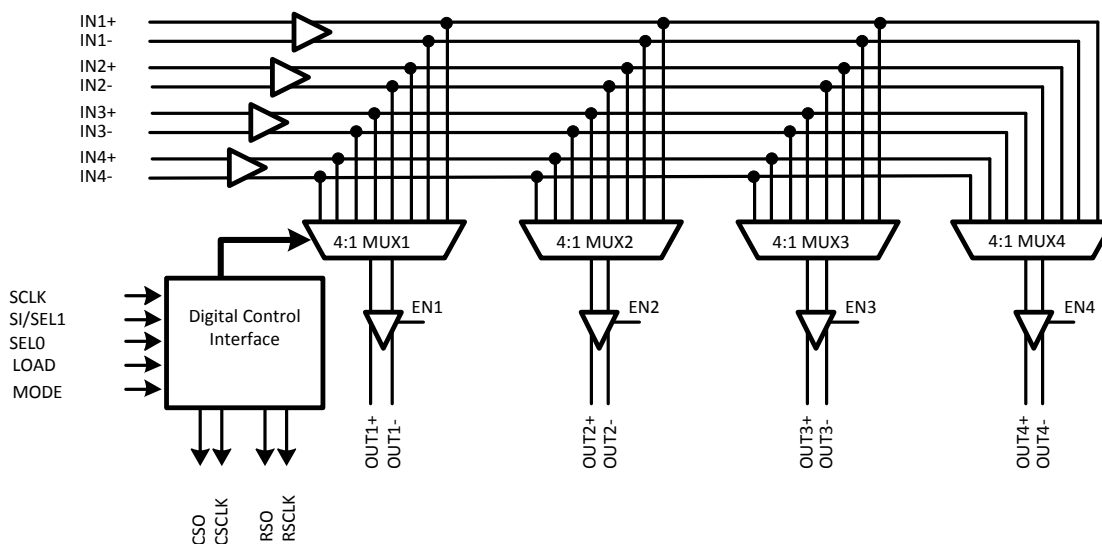 IN1+
IN1-
IN2+
IN2-
IN3+
IN3-
IN4+
IN4-
4:1 MUX1
4:1 MUX2
4:1 MUX3
4:1 MUX4
SCLK
SI/SEL1
SEL0
LOAD
MODE
Digital Control
Interface
EN1
EN2
EN3
EN4
OUT1+
OUT1-
OUT2+
OUT2-
OUT3+
OUT3-
OUT4+
OUT4-
CSO
CSCLK
RSO
RSCLK